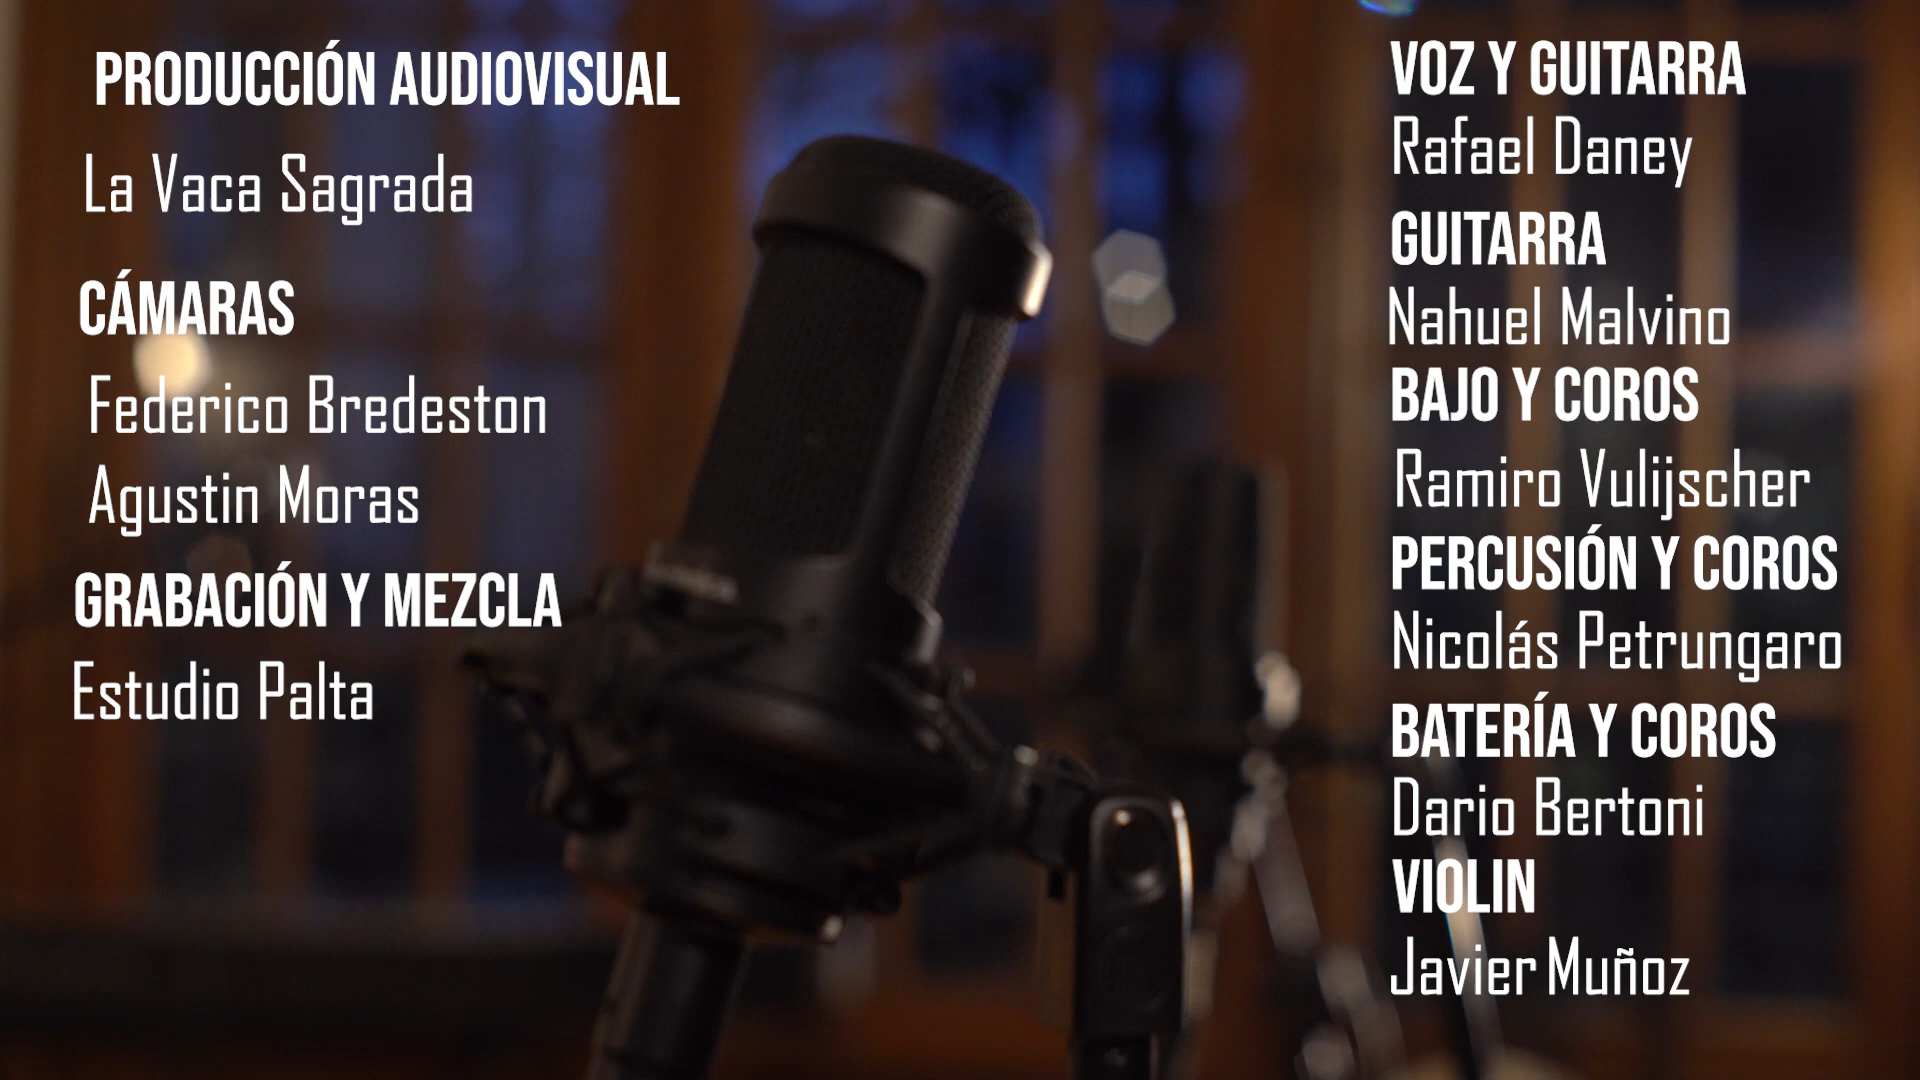 PRODUCCIÓN AUDIOVISUAL
La Vaca Sagrada
CÁMARAS
Federico Bredeston
Agustin Moras
GRABACIÓN Y MEZCLA
Estudio Palta
VOZ Y GUITARRA
Rafael Daney
GUITARRA
Nahuel Malvino
BAJO Y COROS
Ramiro Vulijscher
PERCUSIÓN Y COROS
Nicolás Petrungaro
BATERÍA Y COROS
Dario Bertoni
VIOLIN
Javier Muñoz